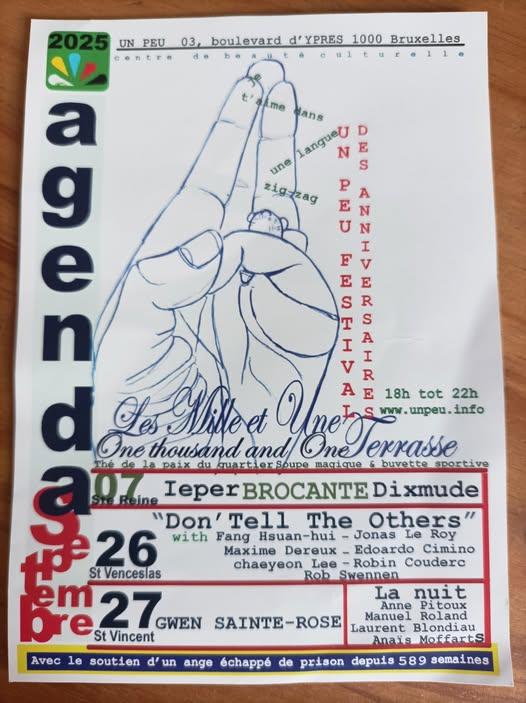 2025
UN PEU 03, boulevard d'YPRES 1000 Bruxelles
centre de beauté culturelle
agenda
Septembre
je
t'aime dans
une langue
zig-zag
UN PEU FESTIVAL
DES ANNIVERSAIRES
18h tot 22h
www.unpeu.info
Les Mille et Une
One thousand and One Terrasse
Thé de la paix du quartier Soupe magique & buvette sportive
07
Ste Reine
Ieper BROCANTE Dixmude
26
St Venceslas
"Don'Tell The Others"
with Fang Hsuan-hui - Jonas Le Roy
Maxime Dereux - Edoardo Cimino
chaeyeon Lee - Robin Couderc
Rob Swennen
27
St Vincent
GWEN SAINTE-ROSE
La nuit
Anne Pitoux
Manuel Roland
Laurent Blondiau
Anaïs Moffarts
Avec le soutien d'un ange échappé de prison depuis 589 semaines